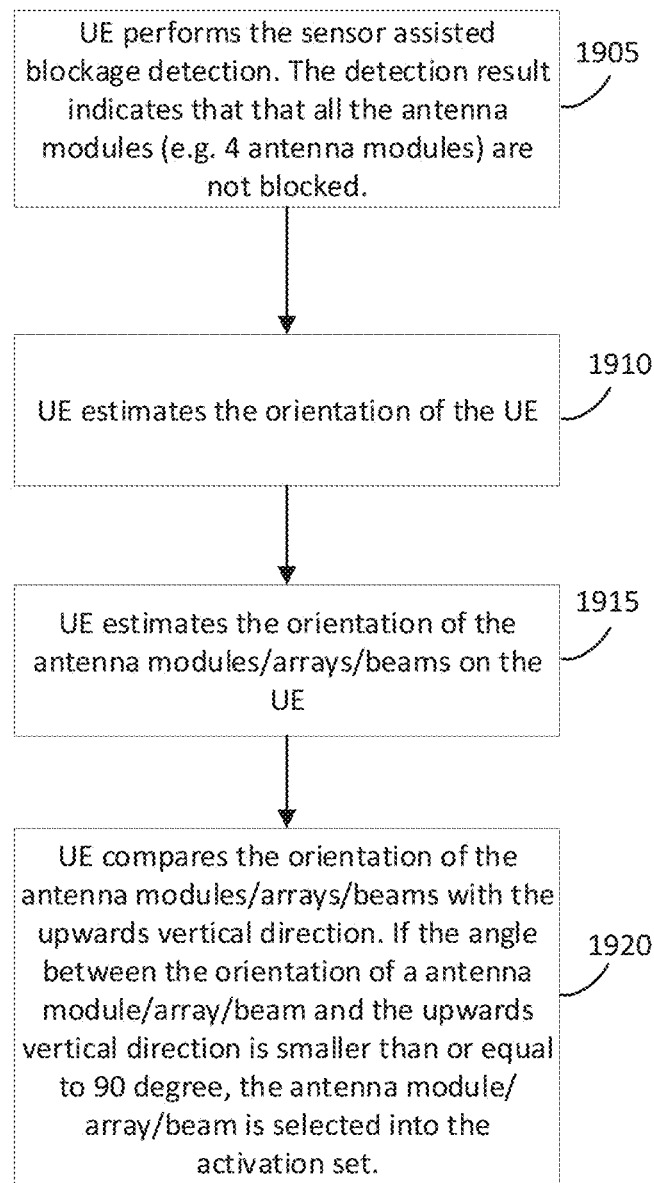 UE performs the sensor assisted
blockage detection. The detection result
indicates that that all the antenna
modules (e.g. 4 antenna modules) are
not blocked.
1905
UE estimates the orientation of the UE
1910
UE estimates the orientation of the
antenna modules/arrays/beams on the
UE
1915
UE compares the orientation of the
antenna modules/arrays/beams with the
upwards vertical direction. If the angle
between the orientation of a antenna
module/array/beam and the upwards
vertical direction is smaller than or equal
to 90 degree, the antenna module/
array/beam is selected into the
activation set.
1920